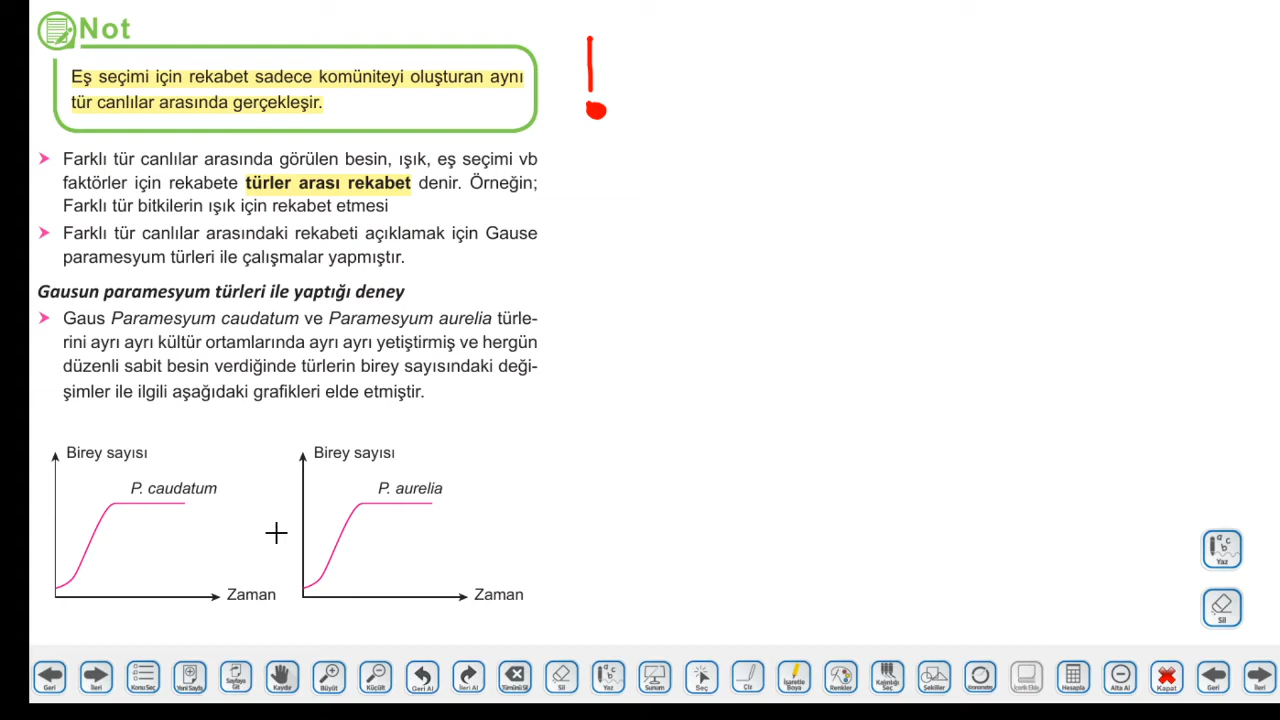 Not
Eş seçimi için rekabet sadece komüniteyi oluşturan aynı
tür canlılar arasında gerçekleşir.
Farklı tür canlılar arasında görülen besin, ışık, eş seçimi vb
faktörler için rekabete türler arası rekabet denir. Örneğin;
Farklı tür bitkilerin ışık için rekabet etmesi
Farklı tür canlılar arasındaki rekabeti açıklamak için Gause
paramesyum türleri ile çalışmalar yapmıştır.
Gausun paramesyum türleri ile yaptığı deney
Gaus Paramesyum caudatum ve Paramesyum aurelia türle-
rini ayrı ayrı kültür ortamlarında ayrı ayrı yetiştirmiş ve hergün
düzenli sabit besin verdiğinde türlerin birey sayısındaki deği-
şimler ile ilgili aşağıdaki grafikleri elde etmiştir.
Birey sayısı
P. caudatum
Zaman
Birey sayısı
P. aurelia
Zaman
Yaz
Sil
Geri İleri Konu Seç Yeni Sayfa Sayfaya Git Kaydır Büyüt Küçült Geri Al İleri Al Tümünü Sil Sil Yaz Sunum Seç Çiz İşaretle Boya Renkler Kalınlığı Seç Şekiller Kronometre İçerik Ekle Hesapla Alta Al Kapat Geri İleri